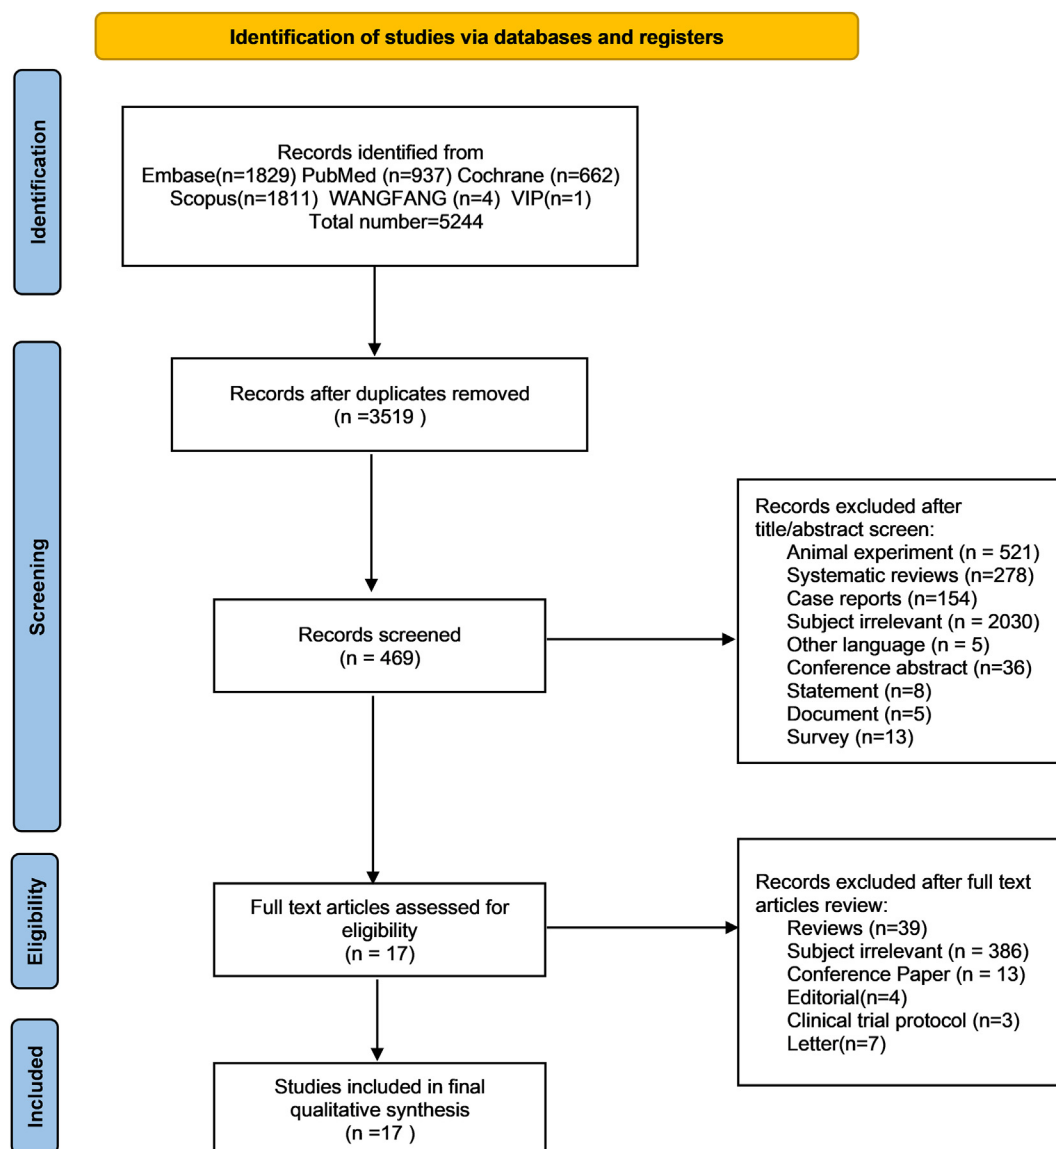 Identification of studies via databases and registers
Identification
Records identified from
Embase(n=1829) PubMed (n=937) Cochrane (n=662)
Scopus(n=1811) WANGFANG (n=4) VIP(n=1)
Total number=5244
Screening
Records after duplicates removed
(n =3519 )
Records screened
(n = 469)
Records excluded after
title/abstract screen:
Animal experiment (n = 521)
Systematic reviews (n=278)
Case reports (n=154)
Subject irrelevant (n = 2030)
Other language (n = 5)
Conference abstract (n=36)
Statement (n=8)
Document (n=5)
Survey (n=13)
Eligibility
Full text articles assessed for
eligibility
(n = 17)
Records excluded after full text
articles review:
Reviews (n=39)
Subject irrelevant (n = 386)
Conference Paper (n = 13)
Editorial(n=4)
Clinical trial protocol (n=3)
Letter(n=7)
Included
Studies included in final
qualitative synthesis
(n =17 )